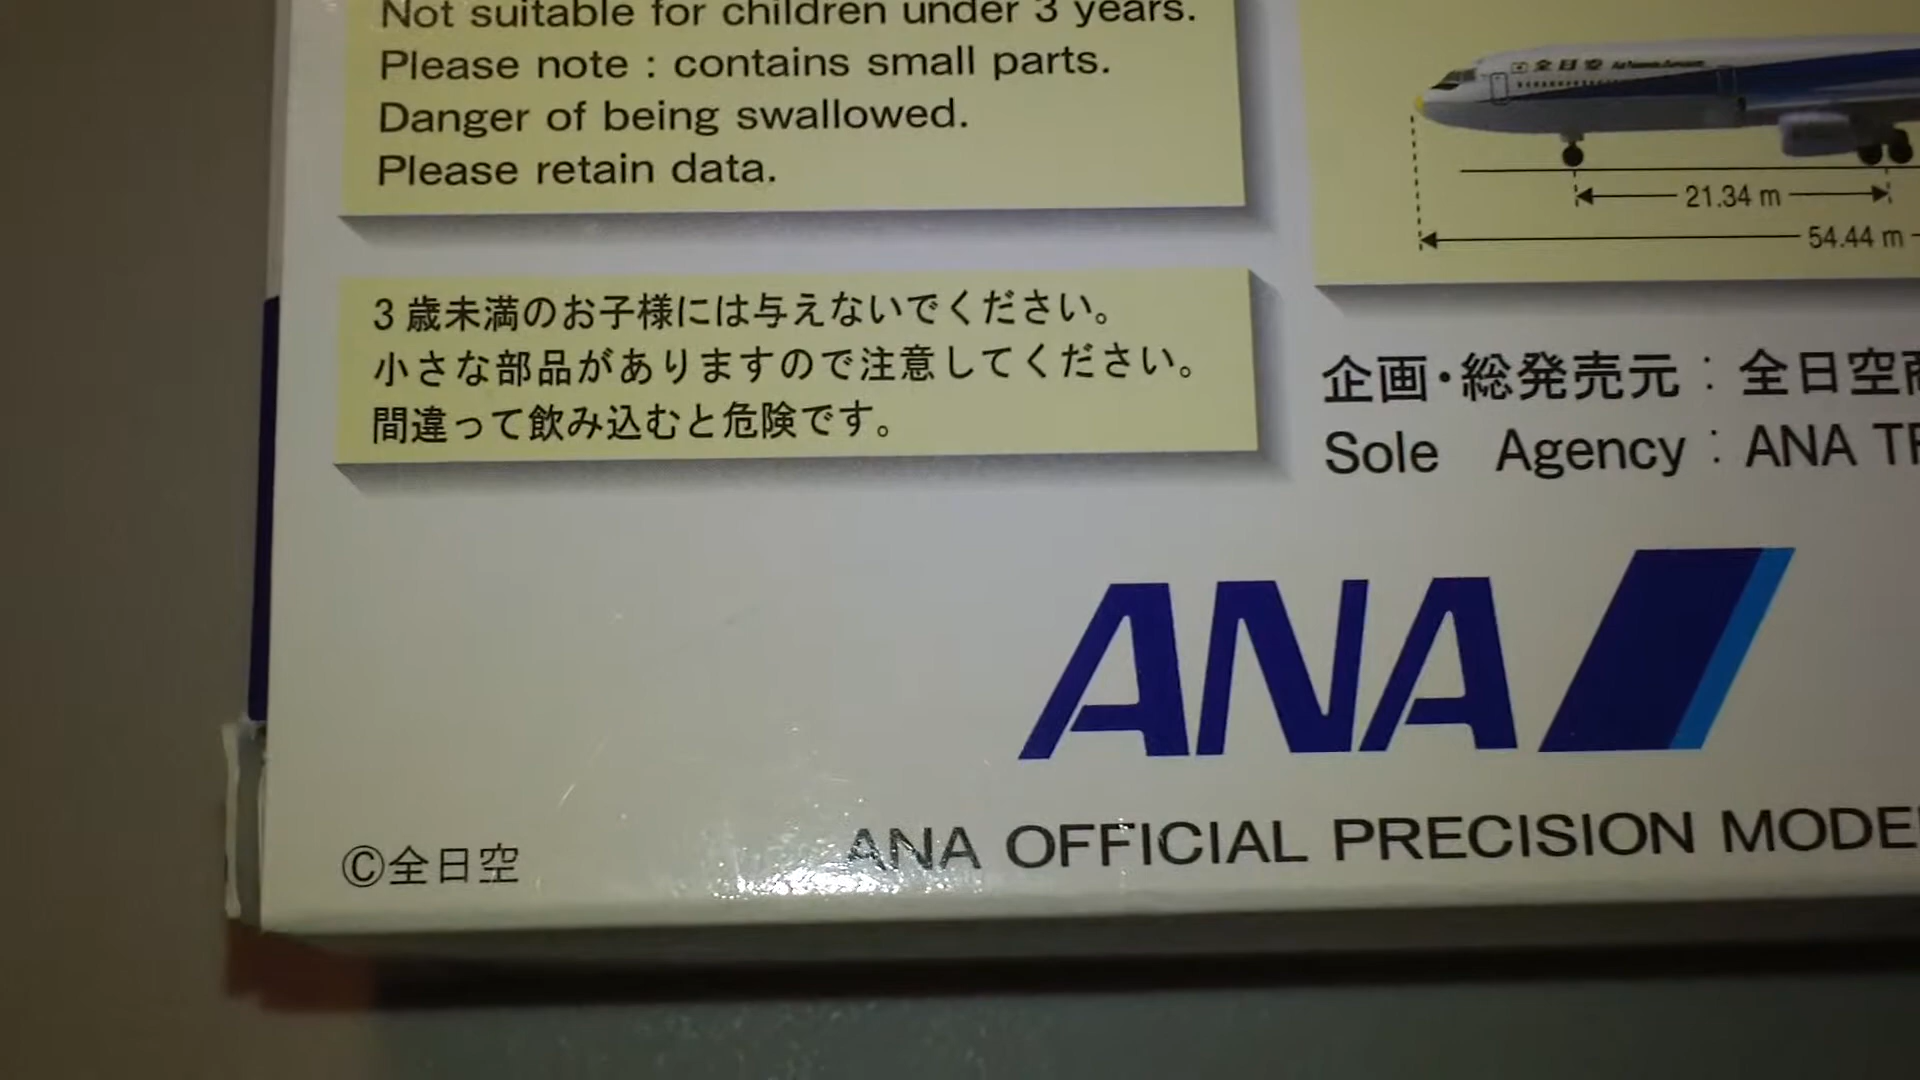 Not suitable for children under 3 years.
Please note : contains small parts.
Danger of being swallowed.
Please retain data.
3歳未満のお子様には与えないでください。
小さな部品がありますので注意してください。
間違って飲み込むと危険です。
全日空
21.34 m
54.44 m
企画・総発売元：全日空
Sole Agency：ANA
ANA
©全日空
ANA OFFICIAL PRECISION